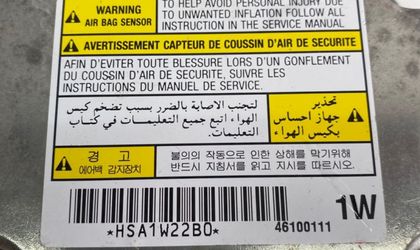 WARNING
AIR BAG SENSOR
TO HELP AVOID PERSONAL INJURY DUE
TO UNWANTED INFLATION FOLLOW ALL
INSTRUCTION IN THE SERVICE MANUAL
AVERTISSEMENT CAPTEUR DE COUSSIN D'AIR DE SECURITE
AFIN D'EVITER TOUTE BLESSURE LORS D'UN GONFLEMENT
DU COUSSIN D'AIR DE SECURITE, SUIVRE LES
INSTRUCTIONS DU MANUEL DE SERVICE.
تحذير
جهاز احساس
بكيس الهواء
لتجنب الاصابة بالضرر بسبب تضخم كيس
الهواء اتبع جميع التعليمات في كتاب
التعليمات.
경 고
에어백 감지장치
불의의 작동으로 인한 상해를 막기위해
반드시 지침서를 읽고 지시를 따르시오.
1W
*HSA1W22B0*
46100111